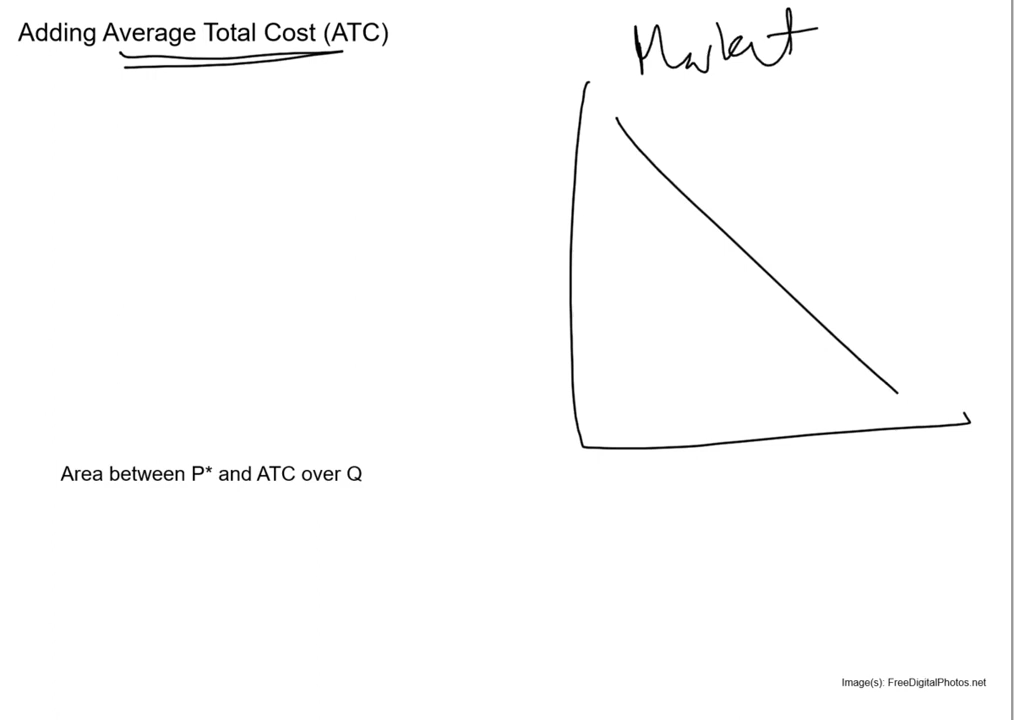 Adding Average Total Cost (ATC)
Market
Area between P* and ATC over Q
Image(s): FreeDigitalPhotos.net